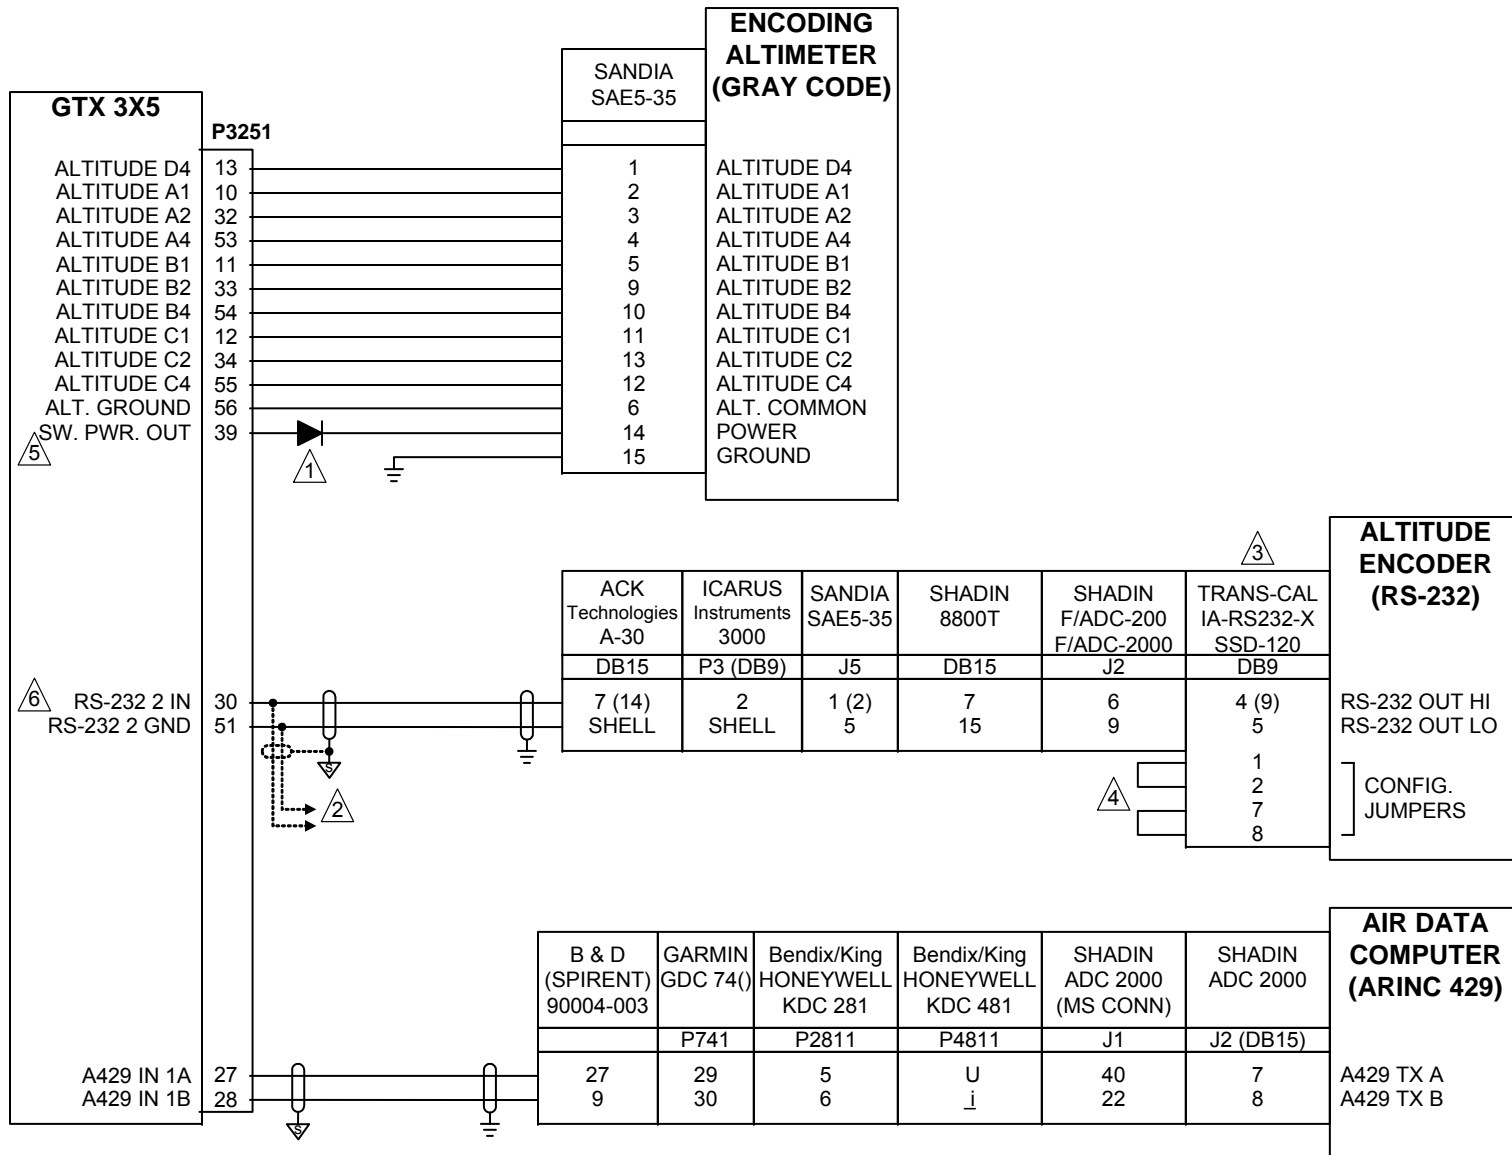 ENCODING
ALTIMETER
(GRAY CODE)
SANDIA
SAE5-35
GTX 3X5
P3251
ALTITUDE D4 13 1 ALTITUDE D4
ALTITUDE A1 10 2 ALTITUDE A1
ALTITUDE A2 32 3 ALTITUDE A2
ALTITUDE A4 53 4 ALTITUDE A4
ALTITUDE B1 11 5 ALTITUDE B1
ALTITUDE B2 33 9 ALTITUDE B2
ALTITUDE B4 54 10 ALTITUDE B4
ALTITUDE C1 12 11 ALTITUDE C1
ALTITUDE C2 34 13 ALTITUDE C2
ALTITUDE C4 55 12 ALTITUDE C4
ALT. GROUND 56 6 ALT. COMMON
SW. PWR. OUT 39 14 POWER
5 1 15 GROUND
ALTITUDE
ENCODER
(RS-232)
3
ACK
Technologies
A-30
ICARUS
Instruments
3000
SANDIA
SAE5-35
SHADIN
8800T
SHADIN
F/ADC-200
F/ADC-2000
TRANS-CAL
IA-RS232-X
SSD-120
DB15 P3 (DB9) J5 DB15 J2 DB9
6 RS-232 2 IN 30 7 (14) 2 1 (2) 7 6 4 (9) RS-232 OUT HI
RS-232 2 GND 51 SHELL SHELL 5 15 9 5 RS-232 OUT LO
S
2
4
1
2
7
8
CONFIG.
JUMPERS
AIR DATA
COMPUTER
(ARINC 429)
B & D
(SPIRENT)
90004-003
GARMIN
GDC 74()
Bendix/King
HONEYWELL
KDC 281
Bendix/King
HONEYWELL
KDC 481
SHADIN
ADC 2000
(MS CONN)
SHADIN
ADC 2000
P741 P2811 P4811 J1 J2 (DB15)
A429 IN 1A 27 27 29 5 U 40 7 A429 TX A
A429 IN 1B 28 9 30 6 i 22 8 A429 TX B
S